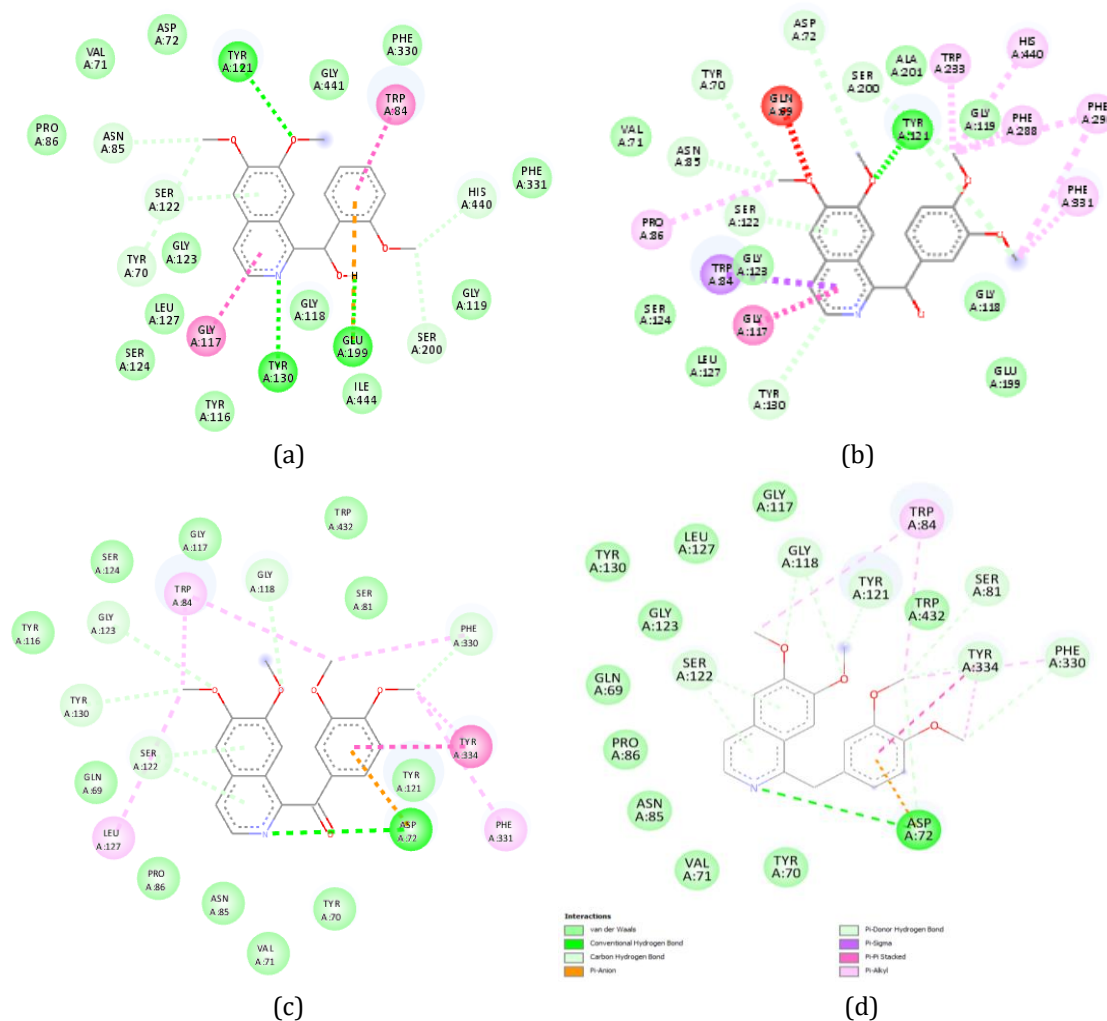 ASP
A:72
VAL
A:71
TYR
A:121
PHE
A:330
GLY
A:441
TRP
A:84
PRO
A:86
ASN
A:85
SER
A:122
HIS
A:440
PHE
A:331
TYR
A:70
GLY
A:123
LEU
A:127
SER
A:124
GLY
A:117
GLY
A:118
GLU
A:199
GLY
A:119
SER
A:200
TYR
A:130
ILE
A:444
TYR
A:116
O
O
O
O H
N
(a)
ASP
A:72
TYR
A:70
SER
A:200
ALA
A:201
TRP
A:233
HIS
A:440
VAL
A:71
GLN
A:69
TYR
A:121
GLY
A:119
PHE
A:288
ASN
A:85
PRO
A:86
SER
A:122
PHE
A:331
TRP
A:84
GLY
A:123
GLY
A:118
SER
A:124
GLY
A:117
LEU
A:127
TYR
A:130
GLU
A:199
O
O
O
O
O
N
(b)
TRP
A:432
GLY
A:117
SER
A:124
TRP
A:84
GLY
A:118
SER
A:81
TYR
A:116
GLY
A:123
PHE
A:330
TYR
A:130
SER
A:122
TYR
A:334
GLN
A:69
TYR
A:121
LEU
A:127
ASP
A:72
PHE
A:331
PRO
A:86
ASN
A:85
TYR
A:70
VAL
A:71
O
O
O
O
O
N
(c)
GLY
A:117
LEU
A:127
TRP
A:84
TYR
A:130
GLY
A:118
TYR
A:121
SER
A:81
GLY
A:123
TRP
A:432
SER
A:122
TYR
A:334
PHE
A:330
GLN
A:69
PRO
A:86
ASN
A:85
ASP
A:72
VAL
A:71
TYR
A:70
O
O
O
O
N
Interactions
van der Waals
Conventional Hydrogen Bond
Carbon Hydrogen Bond
Pi-Anion
Pi-Donor Hydrogen Bond
Pi-Sigma
Pi-Pi Stacked
Pi-Alkyl
(d)